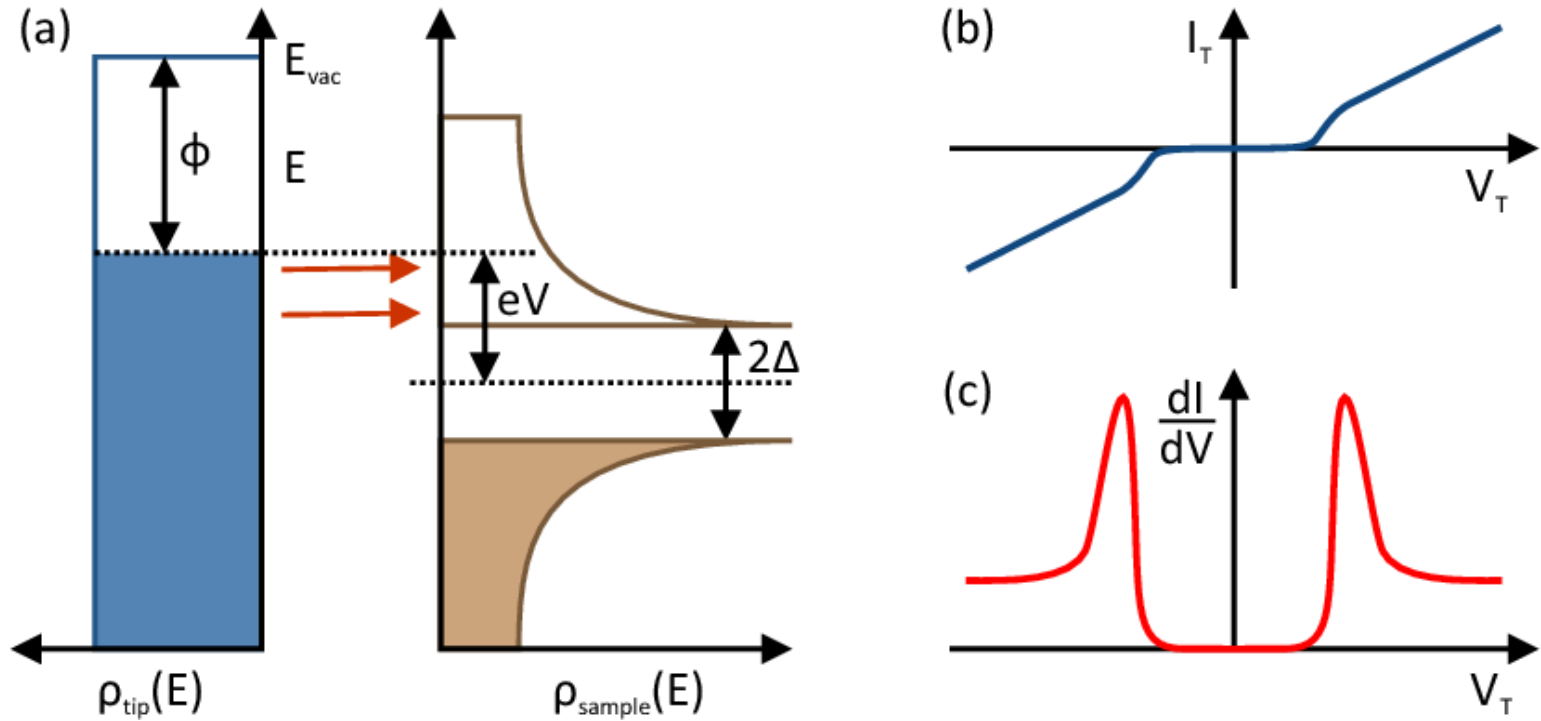 (a)
E_vac
ϕ
E
eV
2Δ
ρ_tip(E)
ρ_sample(E)
(b)
I_T
V_T
(c)
dI
dV
V_T